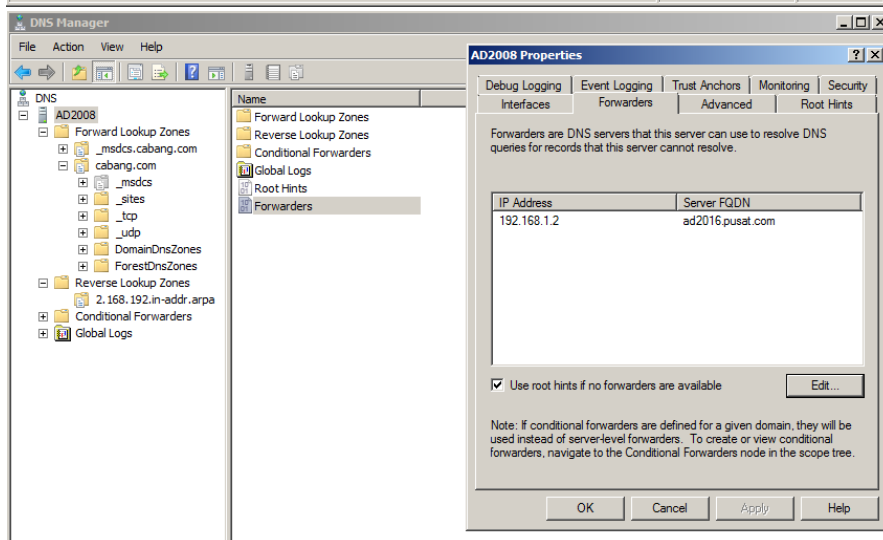 DNS Manager
File Action View Help
DNS
AD2008
Forward Lookup Zones
_msdcs.cabang.com
cabang.com
_msdcs
_sites
_tcp
_udp
DomainDnsZones
ForestDnsZones
Reverse Lookup Zones
2.168.192.in-addr.arpa
Conditional Forwarders
Global Logs
Name
Forward Lookup Zones
Reverse Lookup Zones
Conditional Forwarders
Global Logs
Root Hints
Forwarders
AD2008 Properties
Debug Logging Event Logging Trust Anchors Monitoring Security
Interfaces Forwarders Advanced Root Hints
Forwarders are DNS servers that this server can use to resolve DNS
queries for records that this server cannot resolve.
IP Address Server FQDN
192.168.1.2 ad2016.pusat.com
Use root hints if no forwarders are available Edit...
Note: If conditional forwarders are defined for a given domain, they will be
used instead of server-level forwarders. To create or view conditional
forwarders, navigate to the Conditional Forwarders node in the scope tree.
OK Cancel Apply Help